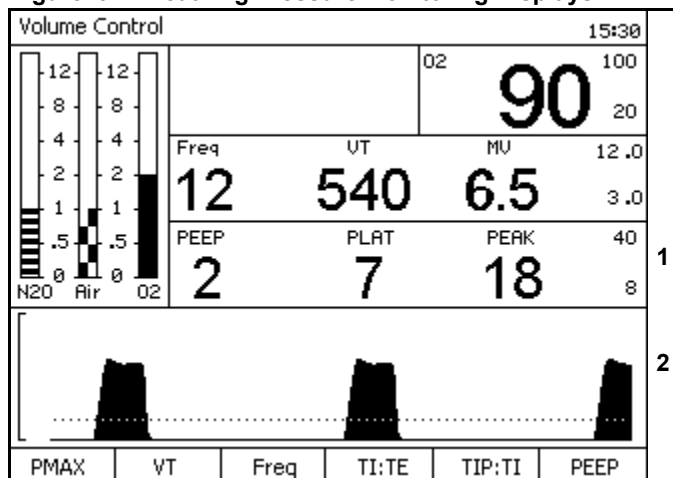 Volume Control 15:30
12 12
8 8
4 4
2 2
1 1
.5 .5
0 0
N2O Air O2
O2 90 100
20
Freq VT MV 12.0
12 540 6.5 3.0
PEEP PLAT PEAK 40
2 7 18 8
1
2
PMAX VT Freq TI:TE TIP:TI PEEP